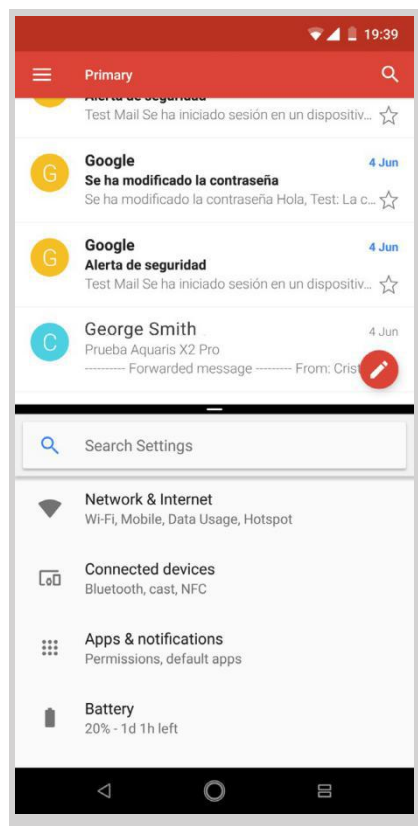 19:39
Primary
Alerta de seguridad
Test Mail Se ha iniciado sesión en un dispositiv...
G
Google
4 Jun
Se ha modificado la contraseña
Se ha modificado la contraseña Hola, Test: La c...
G
Google
4 Jun
Alerta de seguridad
Test Mail Se ha iniciado sesión en un dispositiv...
C
George Smith
4 Jun
Prueba Aquaris X2 Pro
---------- Forwarded message --------- From: Crist
Search Settings
Network & Internet
Wi-Fi, Mobile, Data Usage, Hotspot
Connected devices
Bluetooth, cast, NFC
Apps & notifications
Permissions, default apps
Battery
20% - 1d 1h left